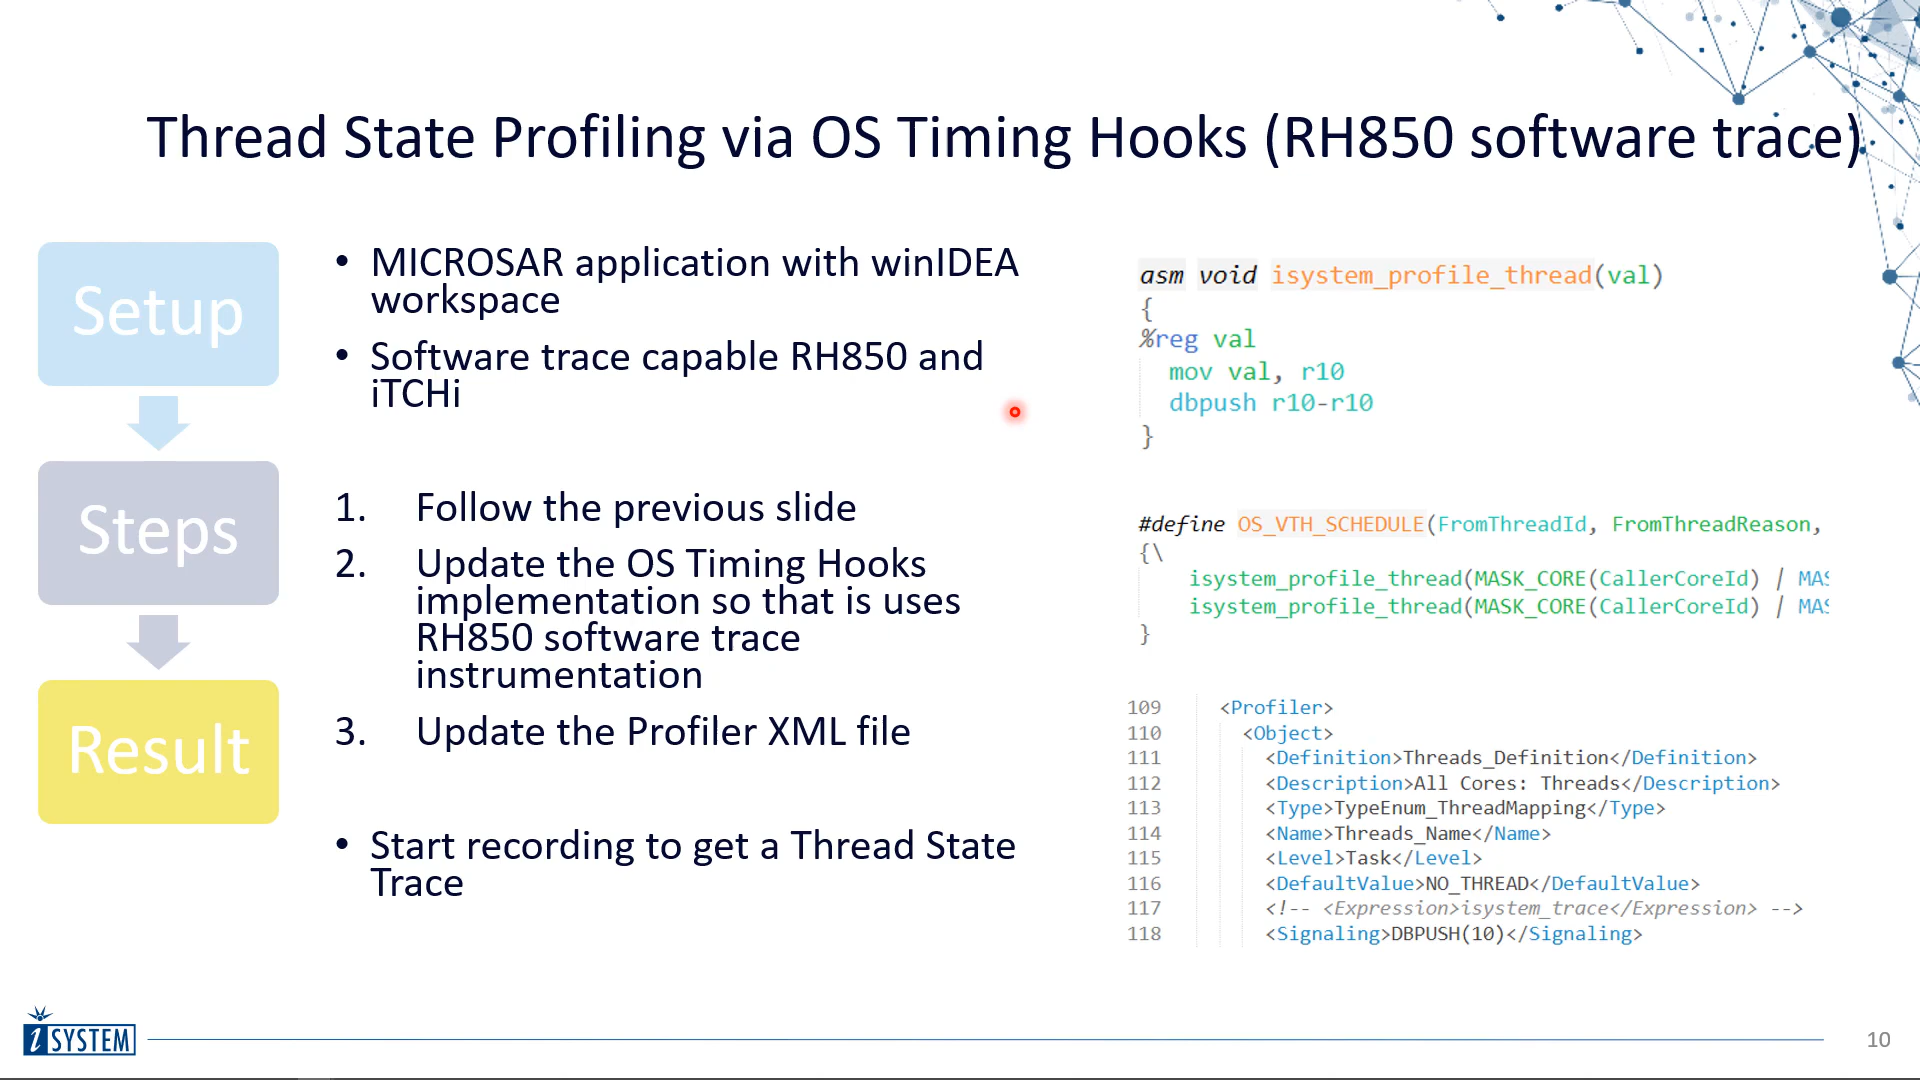 Thread State Profiling via OS Timing Hooks (RH850 software trace)
Setup
• MICROSAR application with winIDEA
workspace
• Software trace capable RH850 and
iTCHi
Steps
1. Follow the previous slide
2. Update the OS Timing Hooks
implementation so that is uses
RH850 software trace
instrumentation
3. Update the Profiler XML file
Result
• Start recording to get a Thread State
Trace
asm void isystem_profile_thread(val)
{
%reg val
mov val, r10
dbpush r10-r10
}
#define OS_VTH_SCHEDULE(FromThreadId, FromThreadReason,
{\
isystem_profile_thread(MASK_CORE(CallerCoreId) | MAS
isystem_profile_thread(MASK_CORE(CallerCoreId) | MAS
}
109 <Profiler>
110 <Object>
111 <Definition>Threads_Definition</Definition>
112 <Description>All Cores: Threads</Description>
113 <Type>TypeEnum_ThreadMapping</Type>
114 <Name>Threads_Name</Name>
115 <Level>Task</Level>
116 <DefaultValue>NO_THREAD</DefaultValue>
117 <!-- <Expression>isystem_trace</Expression> -->
118 <Signaling>DBPUSH(10)</Signaling>
iSYSTEM
10